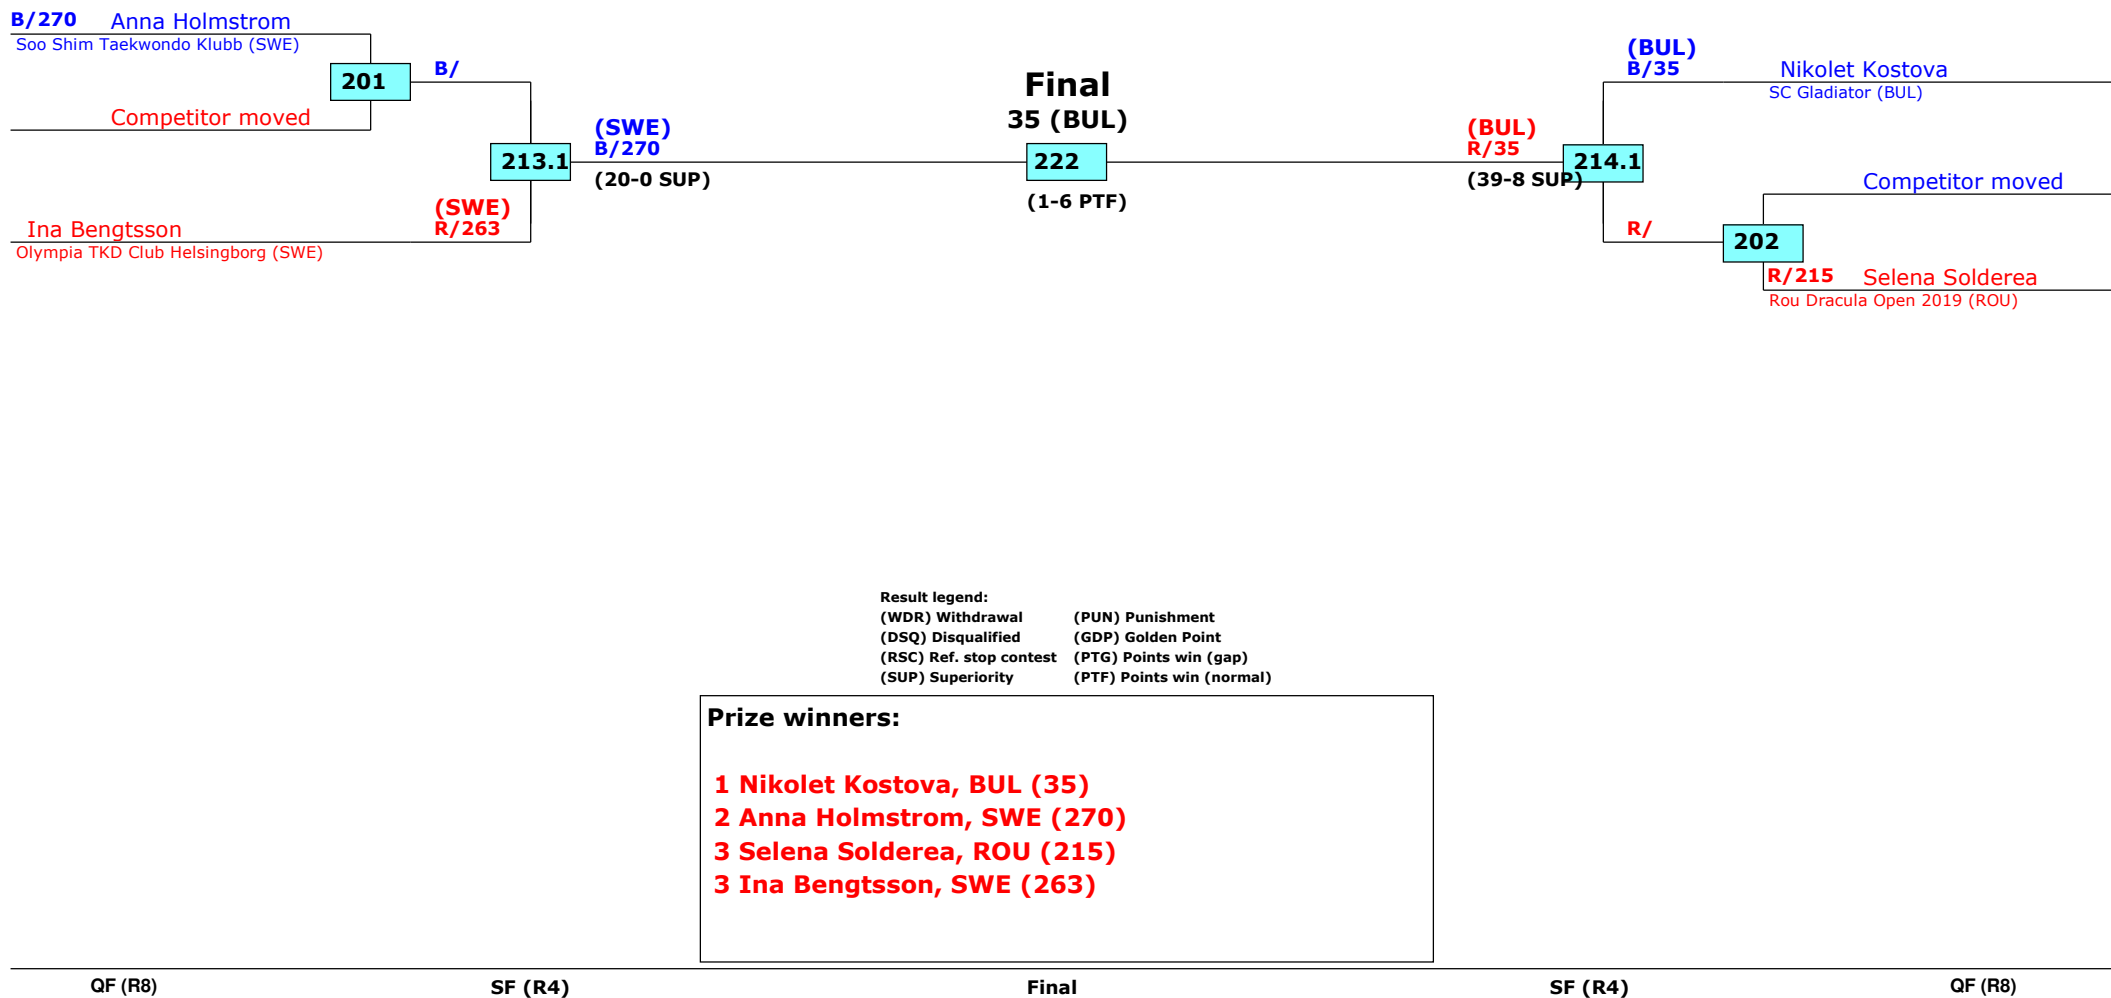 B/270 Anna Holmstrom
Soo Shim Taekwondo Klubb (SWE)
201
B/
Competitor moved
213.1
(SWE)
B/270
(20-0 SUP)
(SWE)
R/263
Ina Bengtsson
Olympia TKD Club Helsingborg (SWE)
Final
35 (BUL)
222
(1-6 PTF)
(BUL)
R/35
(39-8 SUP)
214.1
(BUL)
B/35
Nikolet Kostova
SC Gladiator (BUL)
Competitor moved
R/
202
R/215 Selena Solderea
Rou Dracula Open 2019 (ROU)
Result legend:
(WDR) Withdrawal (PUN) Punishment
(DSQ) Disqualified (GDP) Golden Point
(RSC) Ref. stop contest (PTG) Points win (gap)
(SUP) Superiority (PTF) Points win (normal)
Prize winners:
1 Nikolet Kostova, BUL (35)
2 Anna Holmstrom, SWE (270)
3 Selena Solderea, ROU (215)
3 Ina Bengtsson, SWE (263)
QF (R8) SF (R4) Final SF (R4) QF (R8)